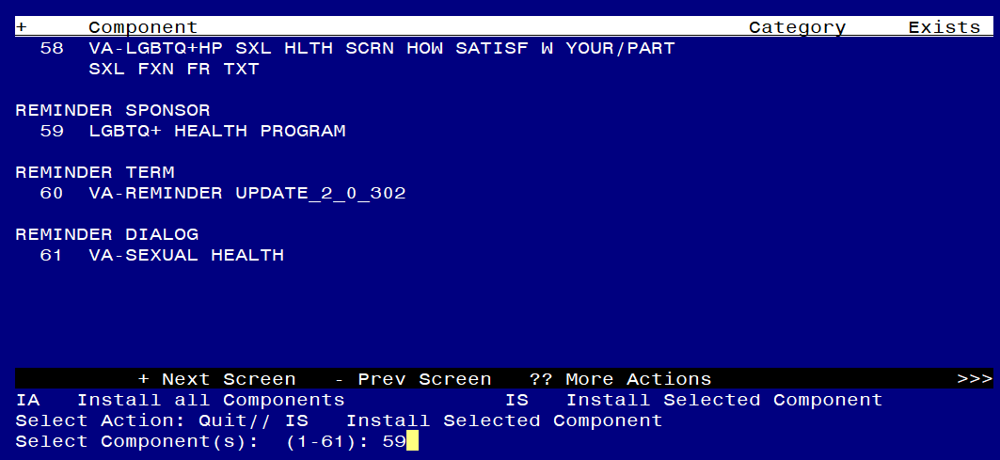 + Component Category Exists
58 VA-LGBTQ+HP SXL HLTH SCRN HOW SATISF W YOUR/PART
SXL FXN FR TXT
REMINDER SPONSOR
59 LGBTQ+ HEALTH PROGRAM
REMINDER TERM
60 VA-REMINDER UPDATE_2_0_302
REMINDER DIALOG
61 VA-SEXUAL HEALTH
+ Next Screen - Prev Screen ?? More Actions >>>
IA Install all Components IS Install Selected Component
Select Action: Quit// IS Install Selected Component
Select Component(s): (1-61): 59